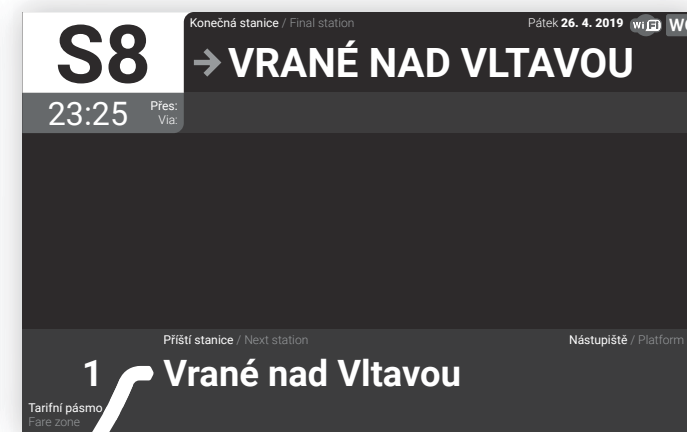 S8
Konečná stanice / Final station
Pátek 26. 4. 2019 WiFi
→ VRANÉ NAD VLTAVOU
23:25
Přes:
Via:
Příští stanice / Next station
Nástupiště / Platform
1
Vrané nad Vltavou
Tarifní pásmo
Fare zone